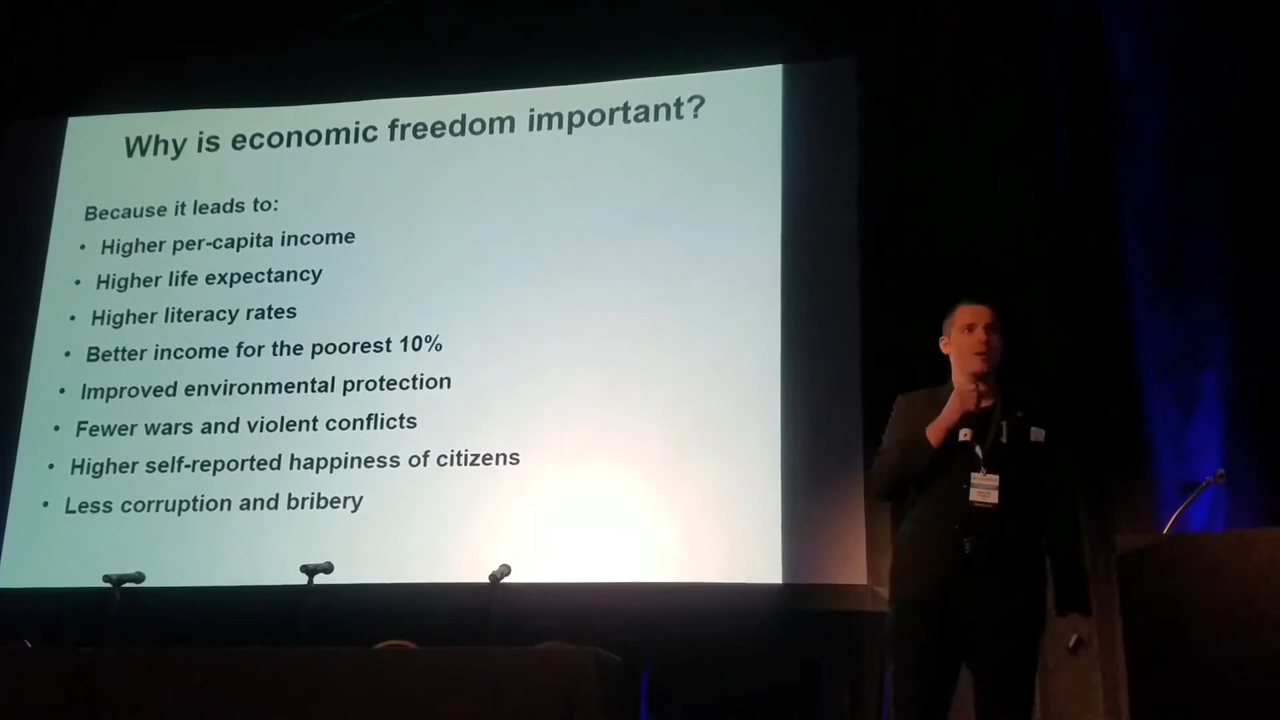 Why is economic freedom important?
Because it leads to:
• Higher per-capita income
• Higher life expectancy
• Higher literacy rates
• Better income for the poorest 10%
• Improved environmental protection
• Fewer wars and violent conflicts
• Higher self-reported happiness of citizens
• Less corruption and bribery